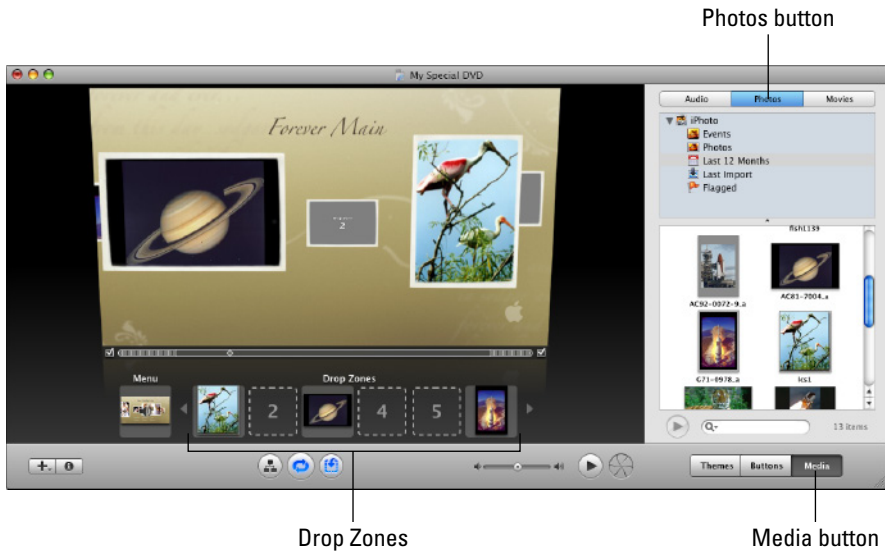 Photos button
My Special DVD
Audio
Photos
Movies
Forever Main
iPhoto
Events
Photos
Last 12 Months
Last Import
Flagged
2
fish1139
AC92-0072-9.a
AC81-7004.a
G71-0978.a
lcs1
Menu
Drop Zones
2
4
5
13 items
Themes
Buttons
Media
Drop Zones
Media button